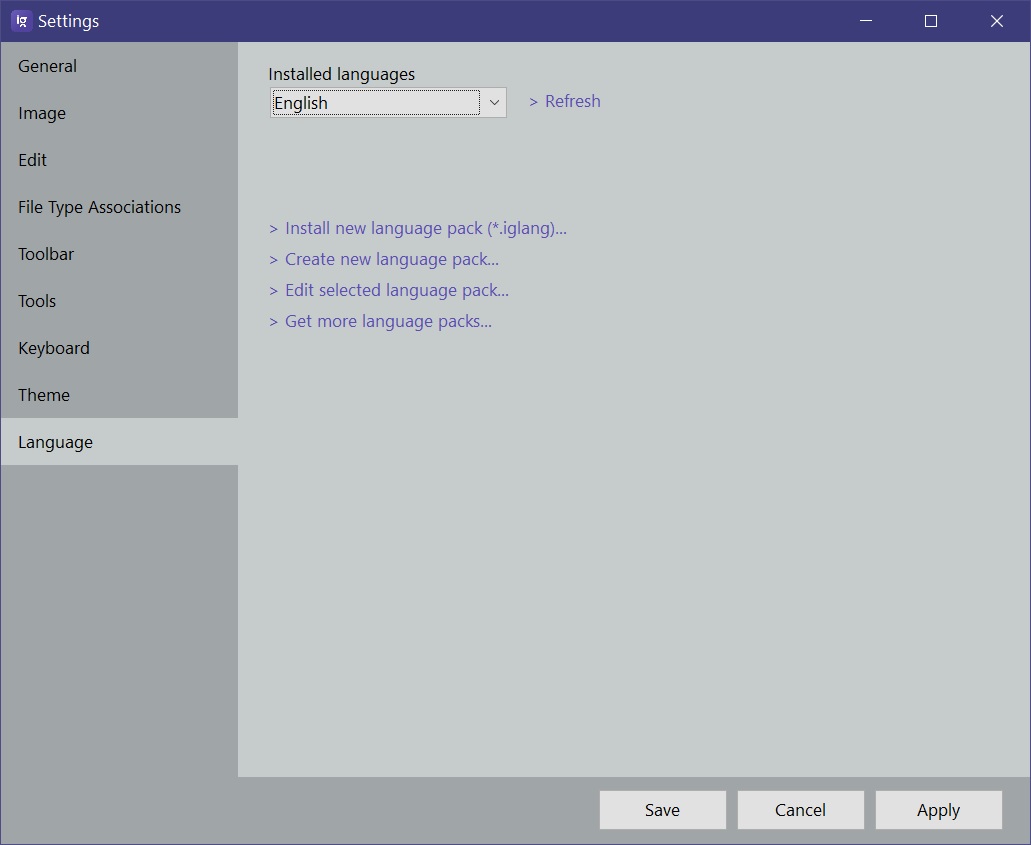 Settings
General
Image
Edit
File Type Associations
Toolbar
Tools
Keyboard
Theme
Language
Installed languages
English
> Refresh
> Install new language pack (*.iglang)...
> Create new language pack...
> Edit selected language pack...
> Get more language packs...
Save
Cancel
Apply